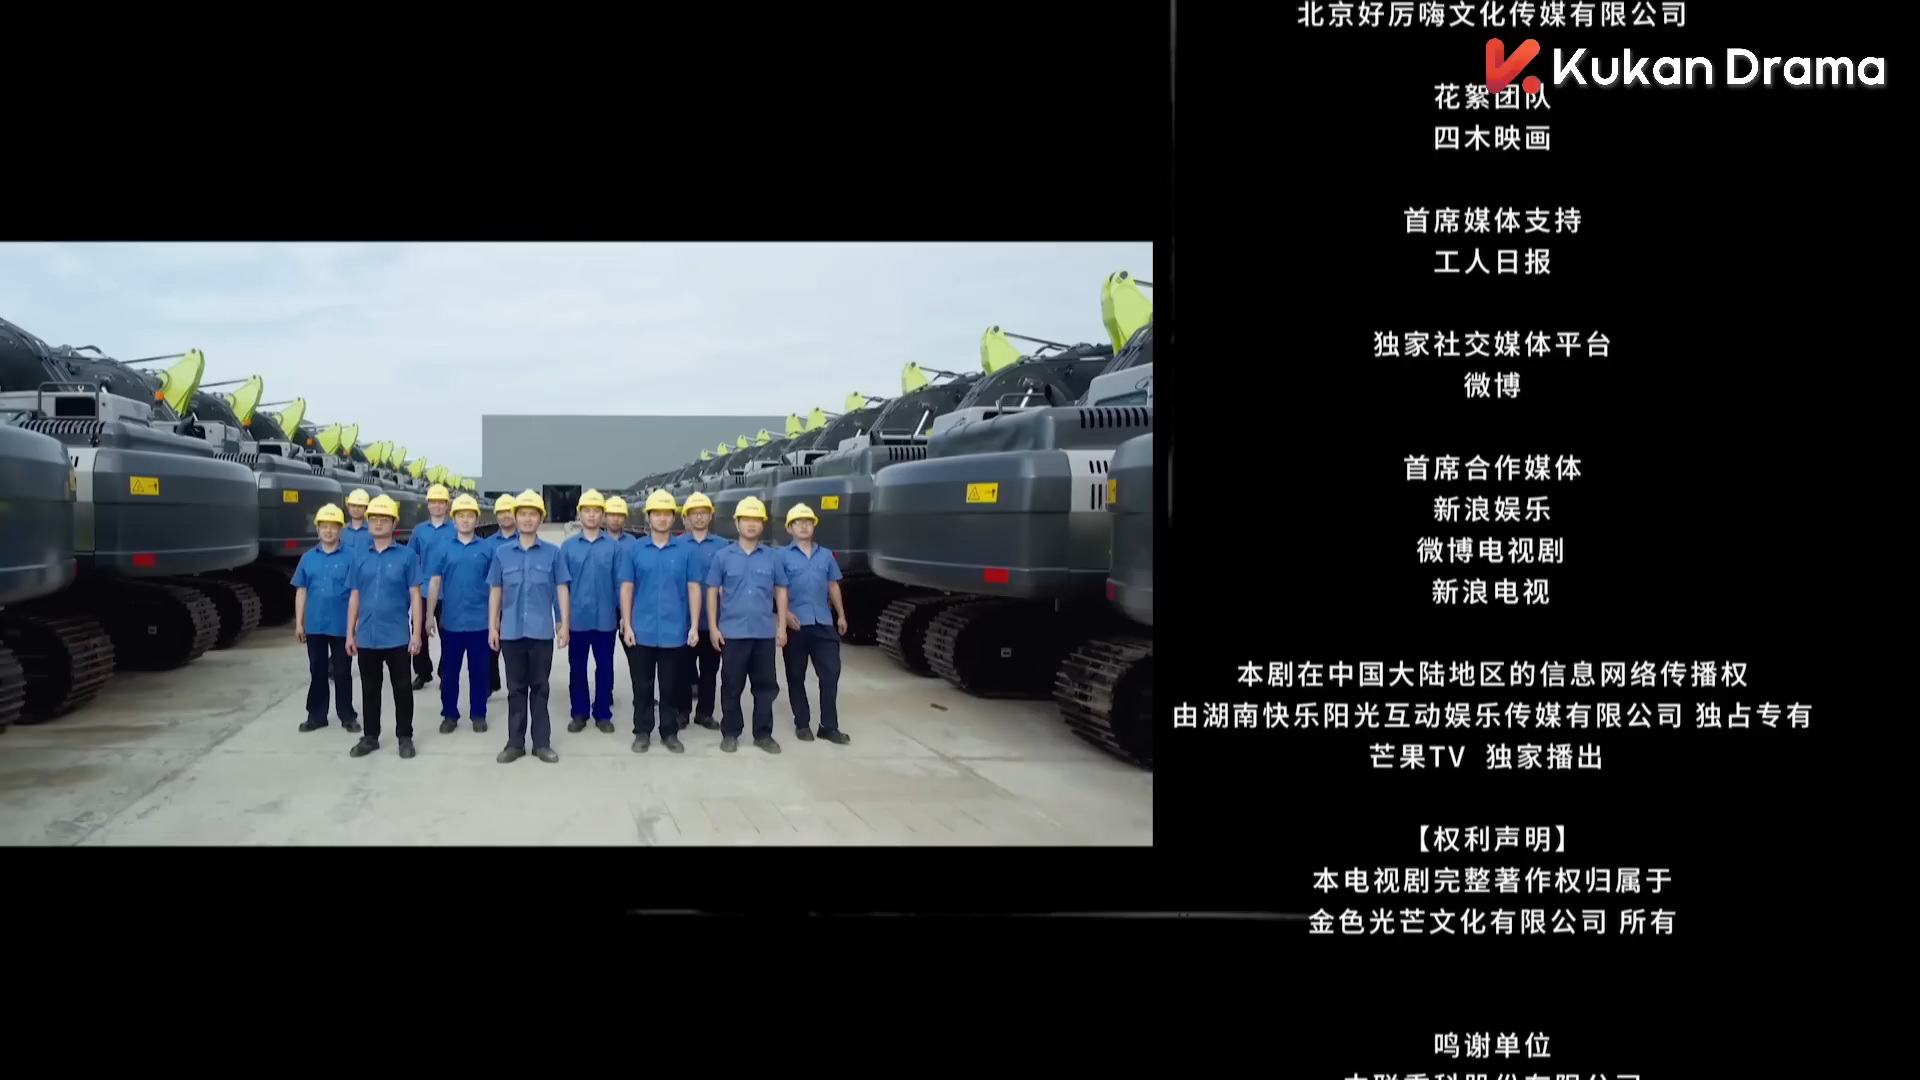 北京好厉嗨文化传媒有限公司
Kukan Drama
花絮团队
四木映画
首席媒体支持
工人日报
独家社交媒体平台
微博
首席合作媒体
新浪娱乐
微博电视剧
新浪电视
本剧在中国大陆地区的信息网络传播权
由湖南快乐阳光互动娱乐传媒有限公司 独占专有
芒果TV 独家播出
【权利声明】
本电视剧完整著作权归属于
金色光芒文化有限公司 所有
鸣谢单位